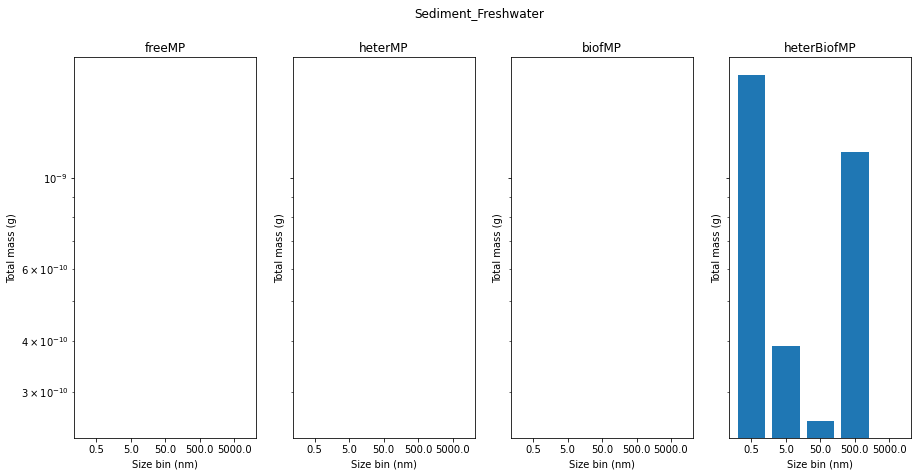 Sediment_Freshwater
freeMP
heterMP
biofMP
heterBiofMP
Total mass (g)
10⁻⁹
6 × 10⁻¹⁰
4 × 10⁻¹⁰
3 × 10⁻¹⁰
0.5 5.0 50.0 500.0 5000.0
Size bin (nm)
Total mass (g)
0.5 5.0 50.0 500.0 5000.0
Size bin (nm)
Total mass (g)
0.5 5.0 50.0 500.0 5000.0
Size bin (nm)
Total mass (g)
0.5 5.0 50.0 500.0 5000.0
Size bin (nm)